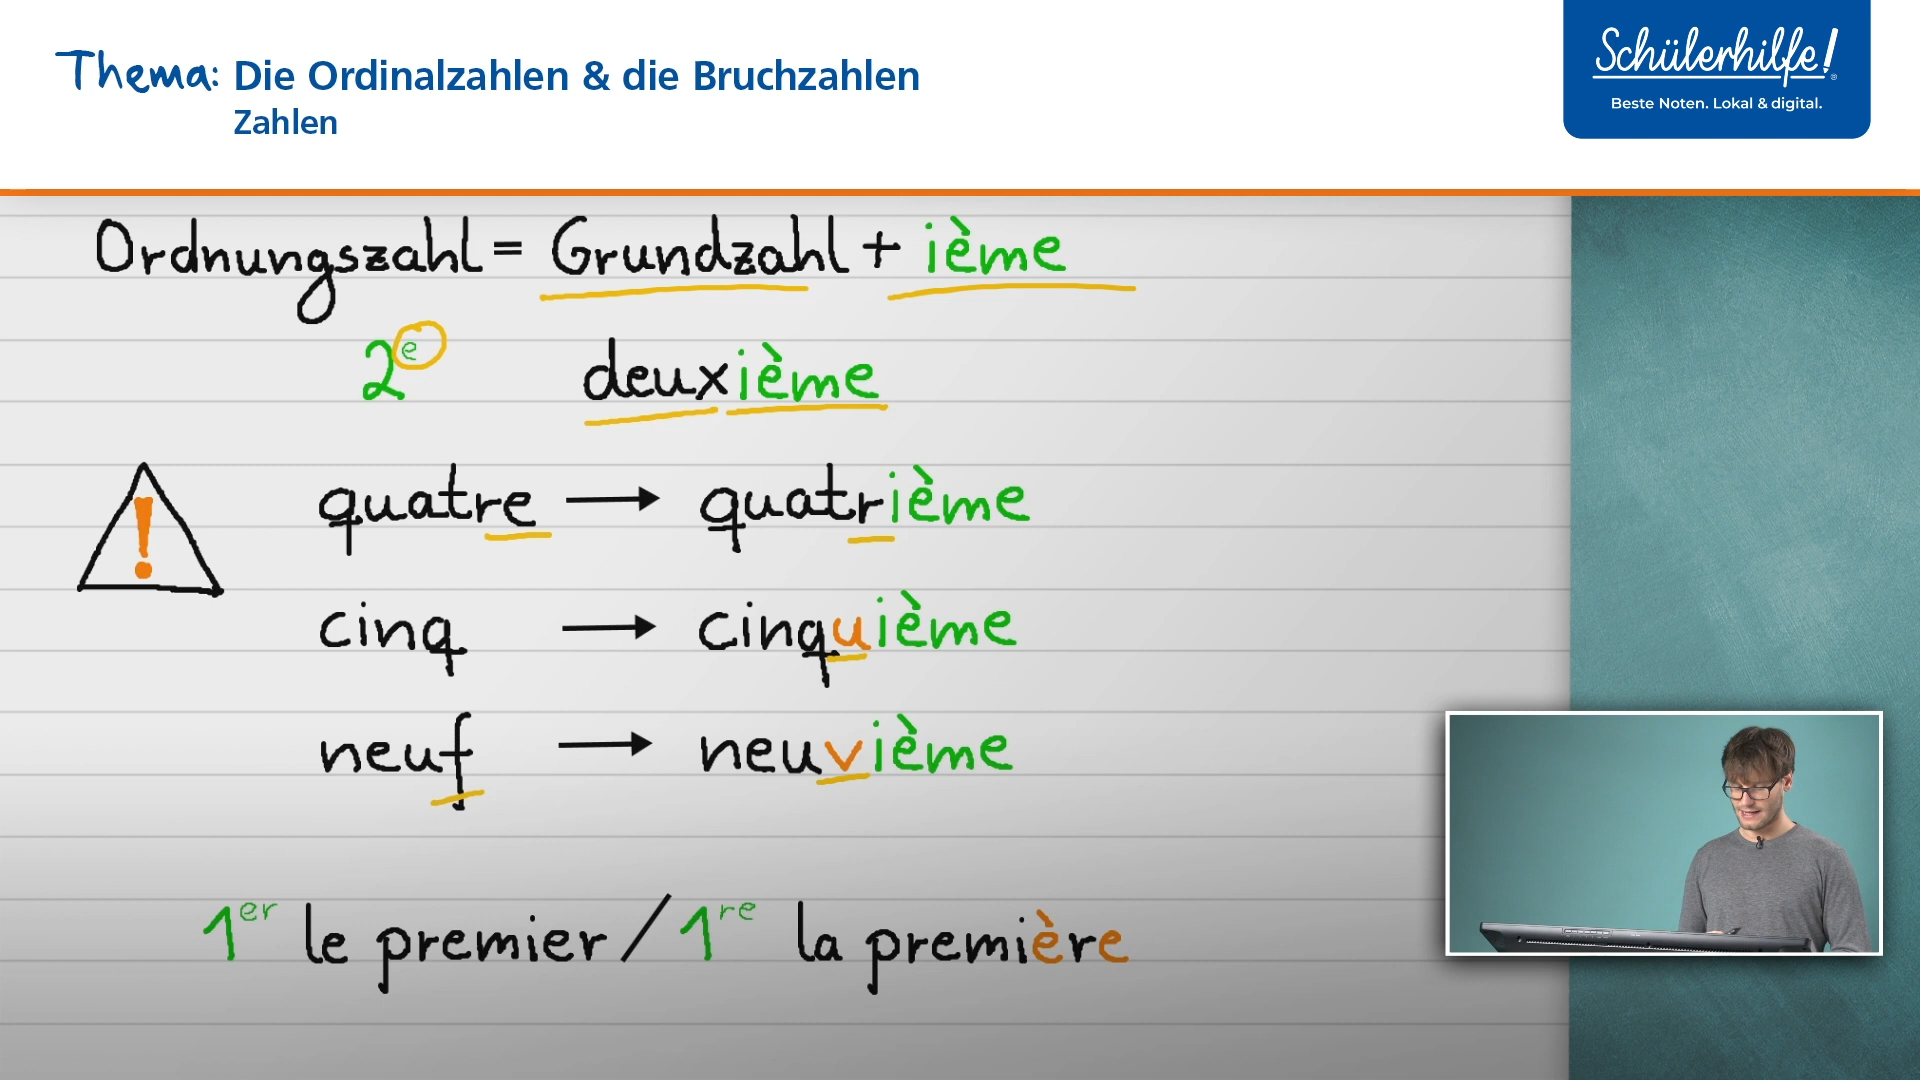 Thema: Die Ordinalzahlen & die Bruchzahlen
Zahlen
Schülerhilfe!
Beste Noten. Lokal & digital.
Ordnungszahl = Grundzahl + ième
2e deuxième
! quatre → quatrième
cinq → cinquième
neuf → neuvième
1er le premier / 1re la première